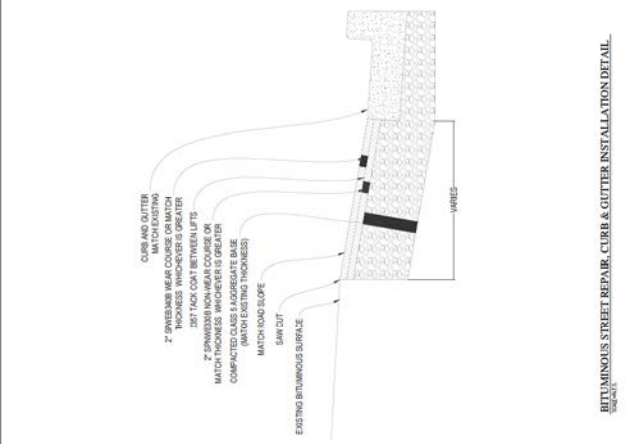 CURB AND GUTTER
MATCH EXISTING
2" SPWEB340B WEAR COURSE OR MATCH
THICKNESS WHICHEVER IS GREATER
2357 TACK COAT BETWEEN LIFTS
2" SPNWB330B NON-WEAR COURSE OR
MATCH THICKNESS WHICHEVER IS GREATER
COMPACTED CLASS 5 AGGREGATE BASE
(MATCH EXISTING THICKNESS)
MATCH ROAD SLOPE
SAW CUT
EXISTING BITUMINOUS SURFACE
VARIES
BITUMINOUS STREET REPAIR, CURB & GUTTER INSTALLATION DETAIL